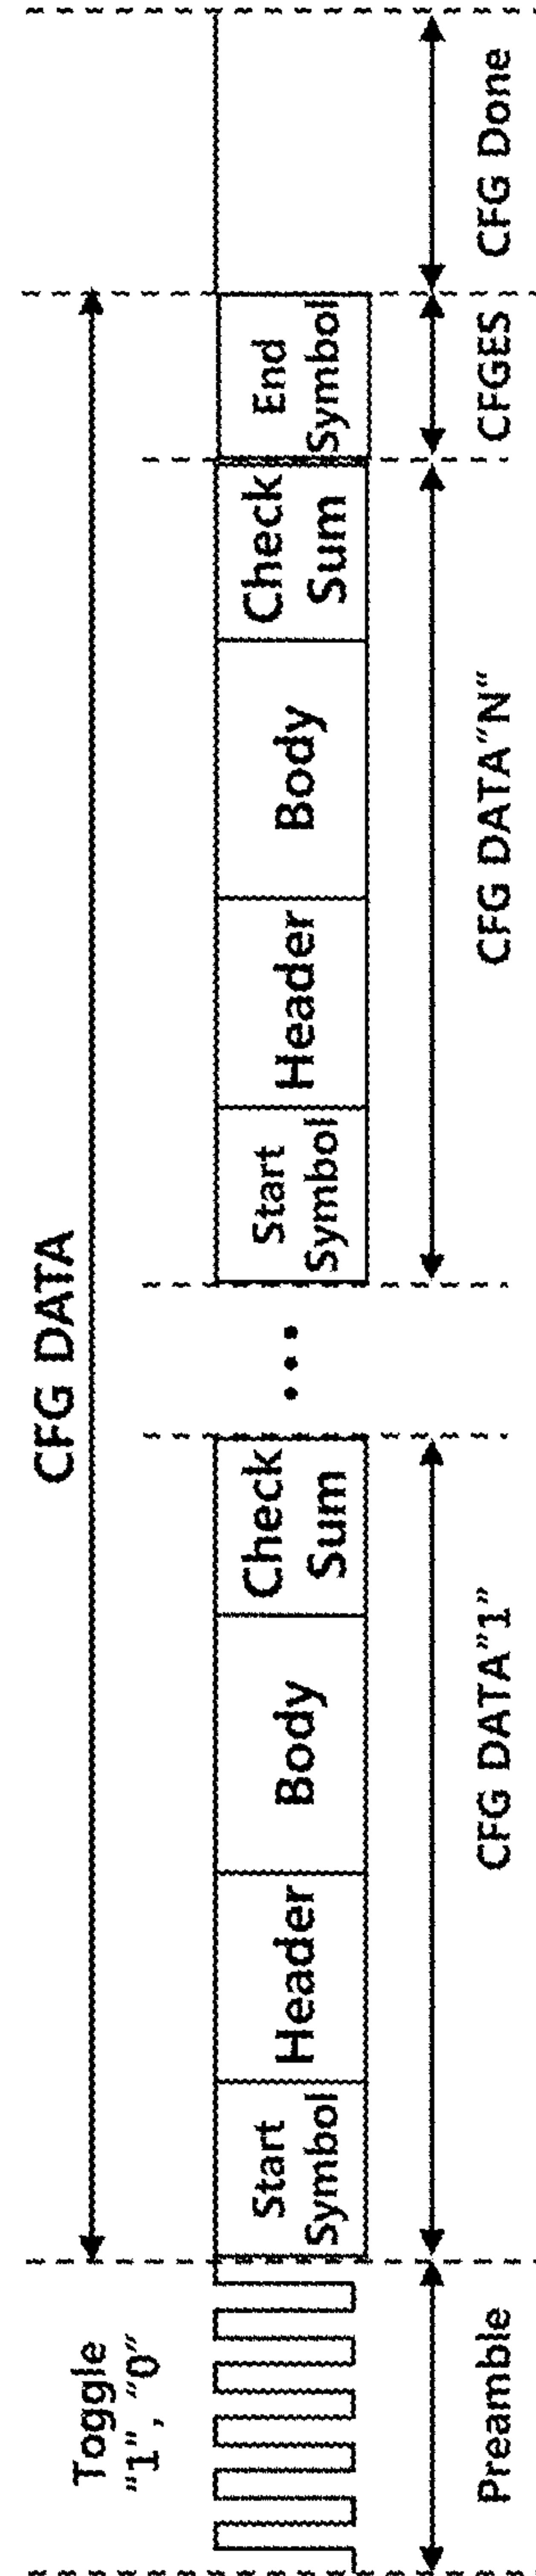 CFG DATA
Toggle
"1", "0"
Start
Symbol
Header
Body
Check
Sum
...
Start
Symbol
Header
Body
Check
Sum
End
Symbol
Preamble
CFG DATA"1"
CFG DATA"N"
CFGES
CFG Done